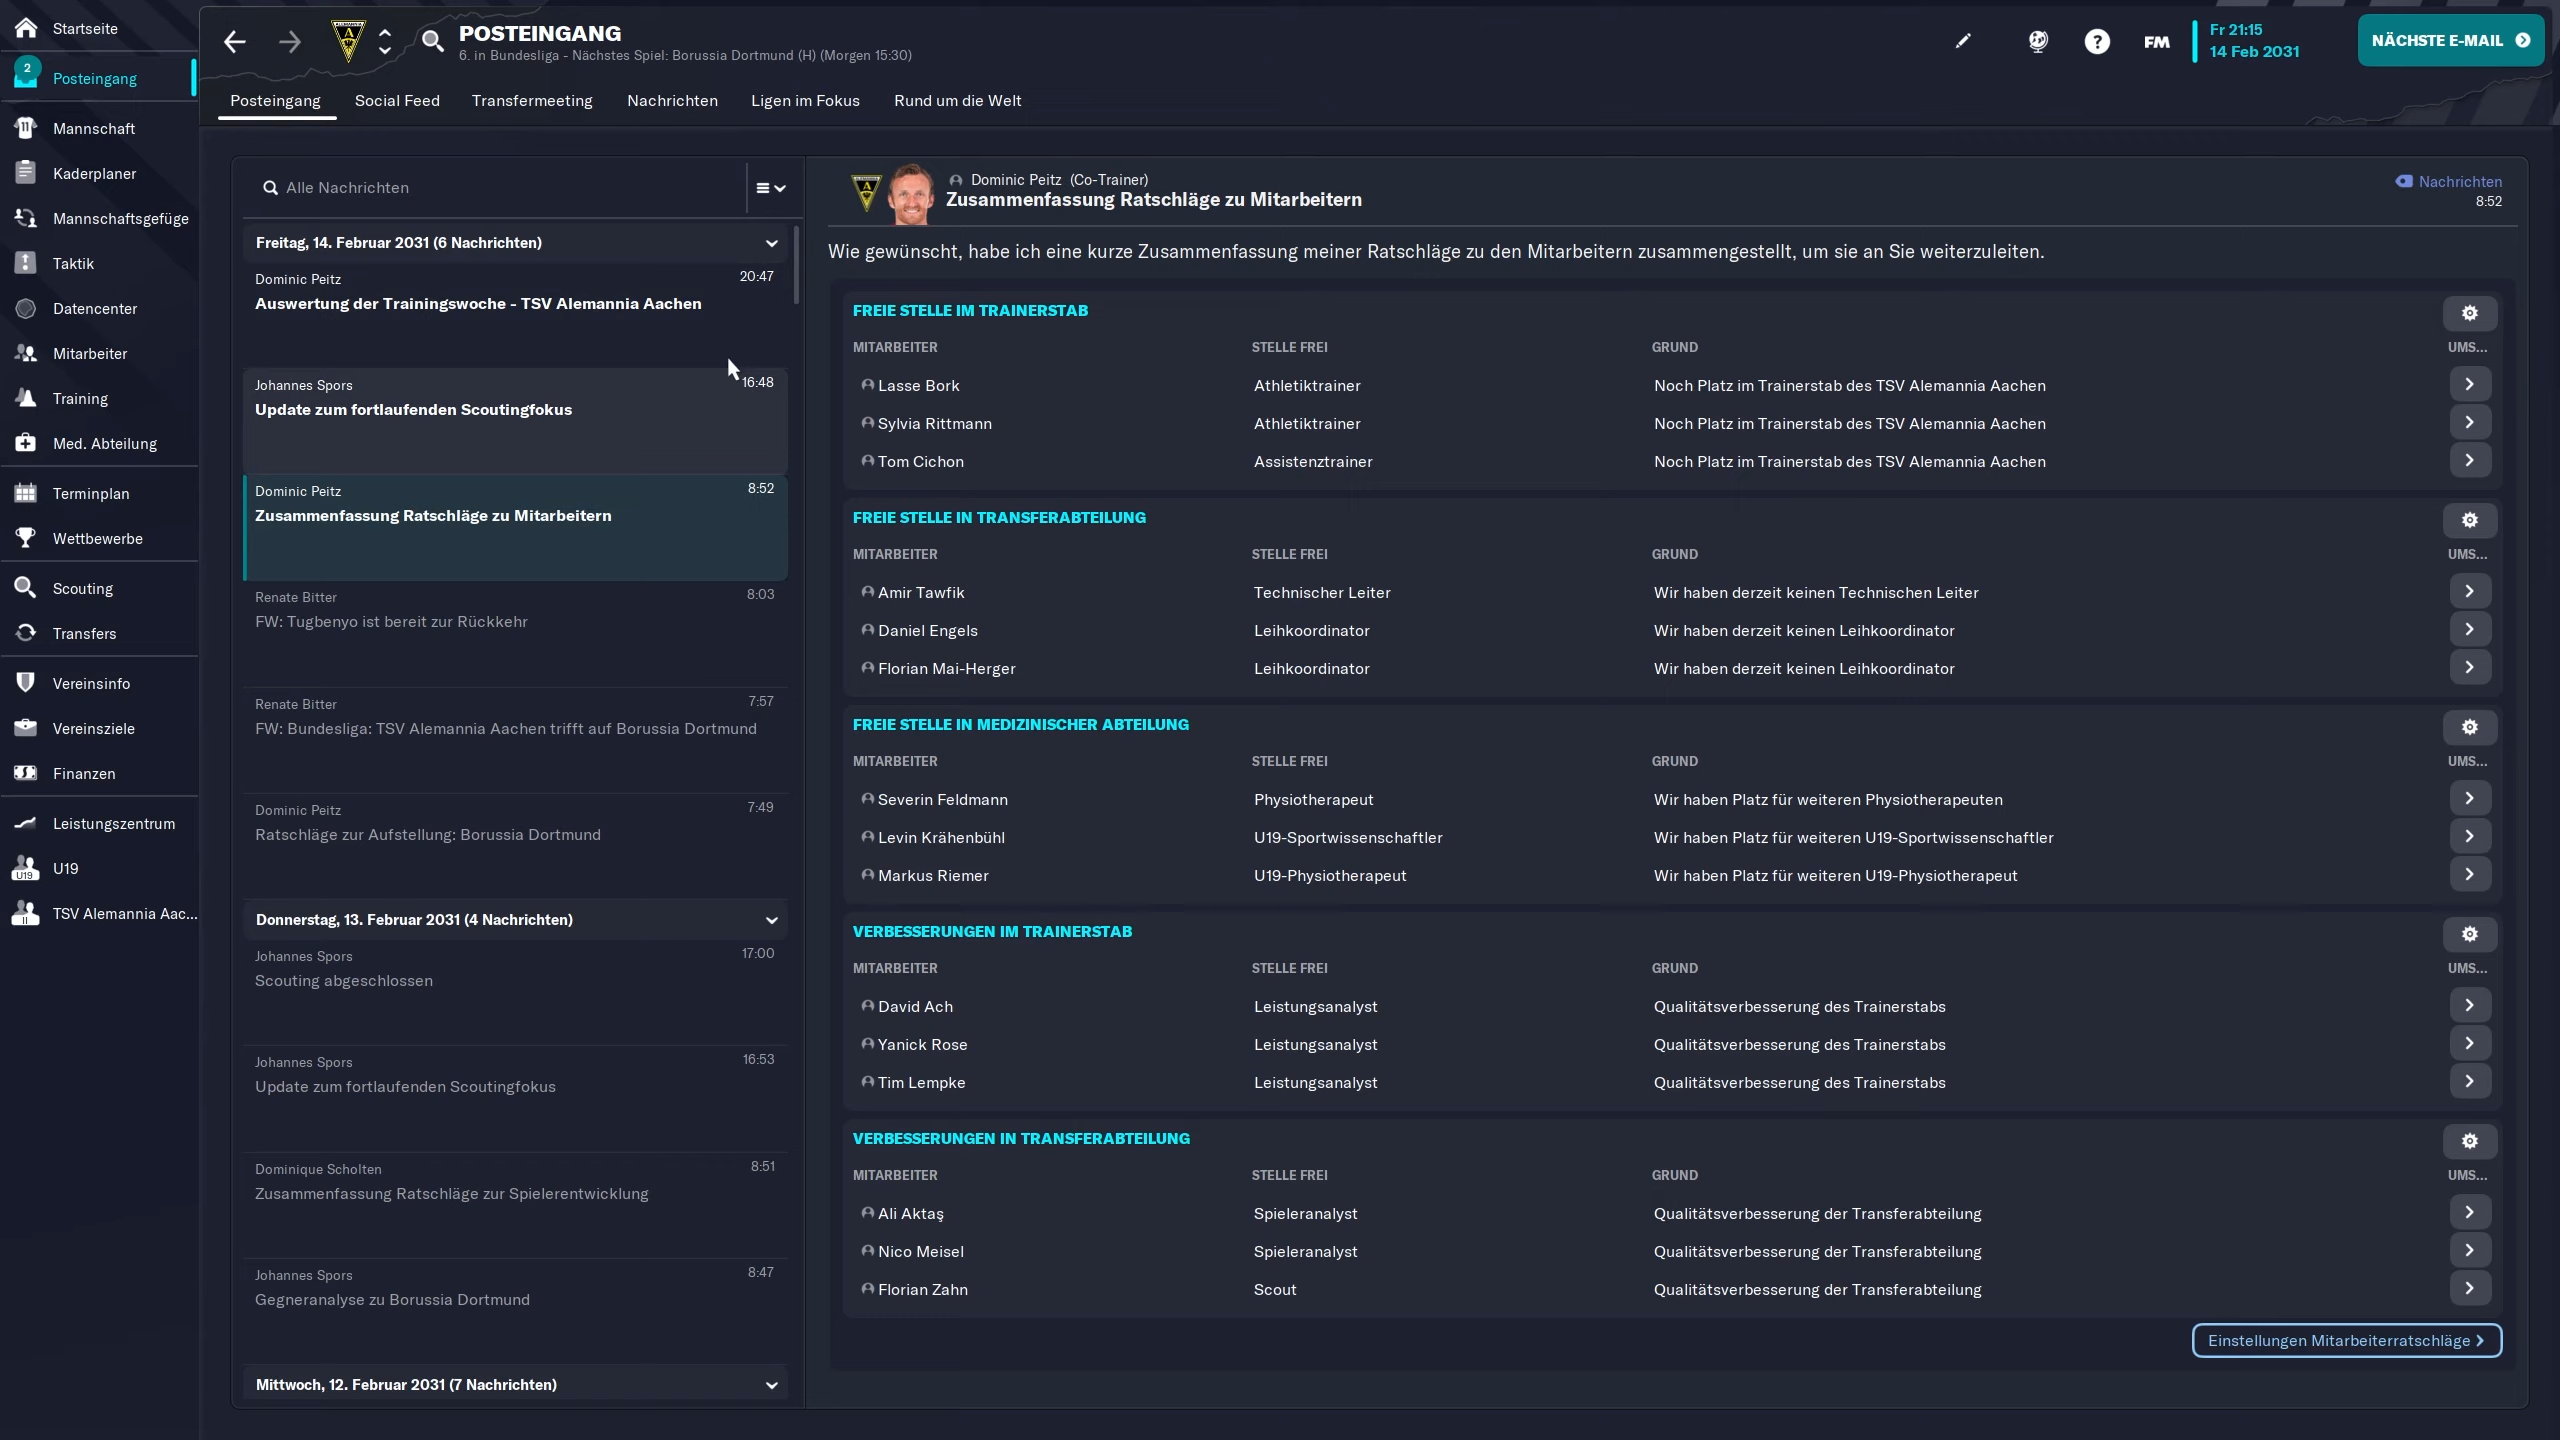 Startseite
2
Posteingang
Mannschaft
Kaderplaner
Mannschaftsgefüge
Taktik
Datencenter
Mitarbeiter
Training
Med. Abteilung
Terminplan
Wettbewerbe
Scouting
Transfers
Vereinsinfo
Vereinsziele
Finanzen
Leistungszentrum
U19
U19
TSV Alemannia Aac...
POSTEINGANG
6. in Bundesliga - Nächstes Spiel: Borussia Dortmund (H) (Morgen 15:30)
FM
Fr 21:15
14 Feb 2031
NÄCHSTE E-MAIL
Posteingang Social Feed Transfermeeting Nachrichten Ligen im Fokus Rund um die Welt
Alle Nachrichten
Freitag, 14. Februar 2031 (6 Nachrichten)
Dominic Peitz 20:47
Auswertung der Trainingswoche - TSV Alemannia Aachen
Johannes Spors 16:48
Update zum fortlaufenden Scoutingfokus
Dominic Peitz 8:52
Zusammenfassung Ratschläge zu Mitarbeitern
Renate Bitter 8:03
FW: Tugbenyo ist bereit zur Rückkehr
Renate Bitter 7:57
FW: Bundesliga: TSV Alemannia Aachen trifft auf Borussia Dortmund
Dominic Peitz 7:49
Ratschläge zur Aufstellung: Borussia Dortmund
Donnerstag, 13. Februar 2031 (4 Nachrichten)
Johannes Spors 17:00
Scouting abgeschlossen
Johannes Spors 16:53
Update zum fortlaufenden Scoutingfokus
Dominique Scholten 8:51
Zusammenfassung Ratschläge zur Spielerentwicklung
Johannes Spors 8:47
Gegneranalyse zu Borussia Dortmund
Mittwoch, 12. Februar 2031 (7 Nachrichten)
Dominic Peitz (Co-Trainer)
Zusammenfassung Ratschläge zu Mitarbeitern
Nachrichten
8:52
Wie gewünscht, habe ich eine kurze Zusammenfassung meiner Ratschläge zu den Mitarbeitern zusammengestellt, um sie an Sie weiterzuleiten.
FREIE STELLE IM TRAINERSTAB
MITARBEITER STELLE FREI GRUND UMS...
Lasse Bork Athletiktrainer Noch Platz im Trainerstab des TSV Alemannia Aachen
Sylvia Rittmann Athletiktrainer Noch Platz im Trainerstab des TSV Alemannia Aachen
Tom Cichon Assistenztrainer Noch Platz im Trainerstab des TSV Alemannia Aachen
FREIE STELLE IN TRANSFERABTEILUNG
MITARBEITER STELLE FREI GRUND UMS...
Amir Tawfik Technischer Leiter Wir haben derzeit keinen Technischen Leiter
Daniel Engels Leihkoordinator Wir haben derzeit keinen Leihkoordinator
Florian Mai-Herger Leihkoordinator Wir haben derzeit keinen Leihkoordinator
FREIE STELLE IN MEDIZINISCHER ABTEILUNG
MITARBEITER STELLE FREI GRUND UMS...
Severin Feldmann Physiotherapeut Wir haben Platz für weiteren Physiotherapeuten
Levin Krähenbühl U19-Sportwissenschaftler Wir haben Platz für weiteren U19-Sportwissenschaftler
Markus Riemer U19-Physiotherapeut Wir haben Platz für weiteren U19-Physiotherapeut
VERBESSERUNGEN IM TRAINERSTAB
MITARBEITER STELLE FREI GRUND UMS...
David Ach Leistungsanalyst Qualitätsverbesserung des Trainerstabs
Yanick Rose Leistungsanalyst Qualitätsverbesserung des Trainerstabs
Tim Lempke Leistungsanalyst Qualitätsverbesserung des Trainerstabs
VERBESSERUNGEN IN TRANSFERABTEILUNG
MITARBEITER STELLE FREI GRUND UMS...
Ali Aktaş Spieleranalyst Qualitätsverbesserung der Transferabteilung
Nico Meisel Spieleranalyst Qualitätsverbesserung der Transferabteilung
Florian Zahn Scout Qualitätsverbesserung der Transferabteilung
Einstellungen Mitarbeiterratschläge